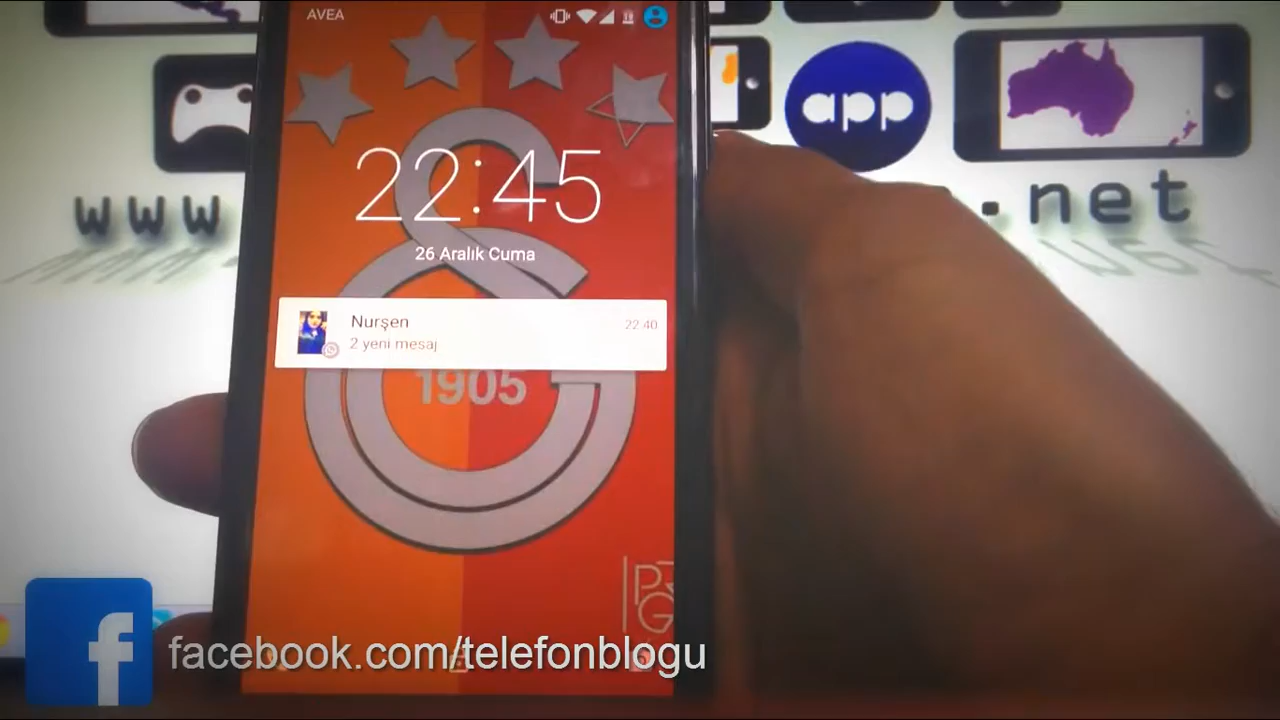 AVEA
app
22:45
www
.net
26 Aralık Cuma
Nurşen
22:40
2 yeni mesaj
1905
facebook.com/telefonblogu